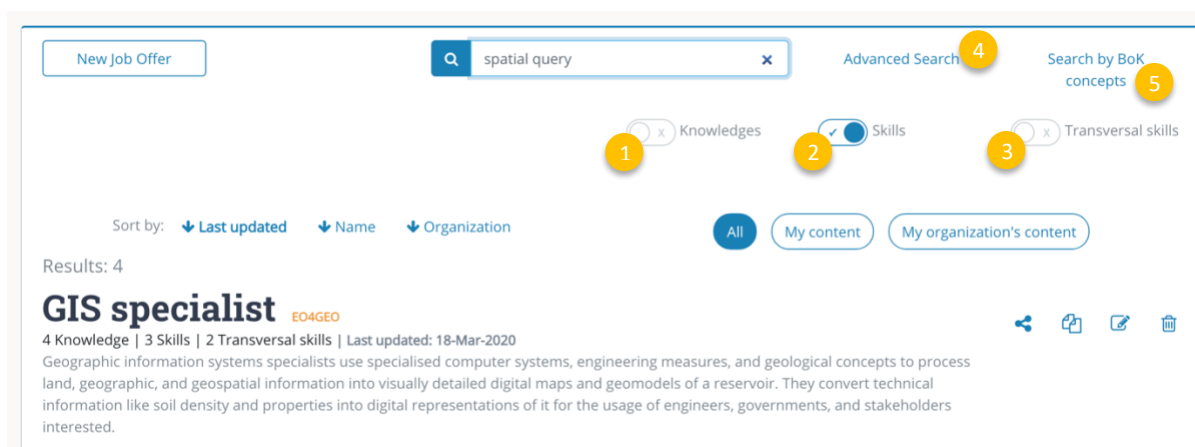 New Job Offer
spatial query
Advanced Search
4
Search by BoK
concepts
5
x Knowledges
1
Skills
2
x Transversal skills
3
Sort by: Last updated Name Organization
All My content My organization's content
Results: 4
GIS specialist EO4GEO
4 Knowledge | 3 Skills | 2 Transversal skills | Last updated: 18-Mar-2020
Geographic information systems specialists use specialised computer systems, engineering measures, and geological concepts to process
land, geographic, and geospatial information into visually detailed digital maps and geomodels of a reservoir. They convert technical
information like soil density and properties into digital representations of it for the usage of engineers, governments, and stakeholders
interested.